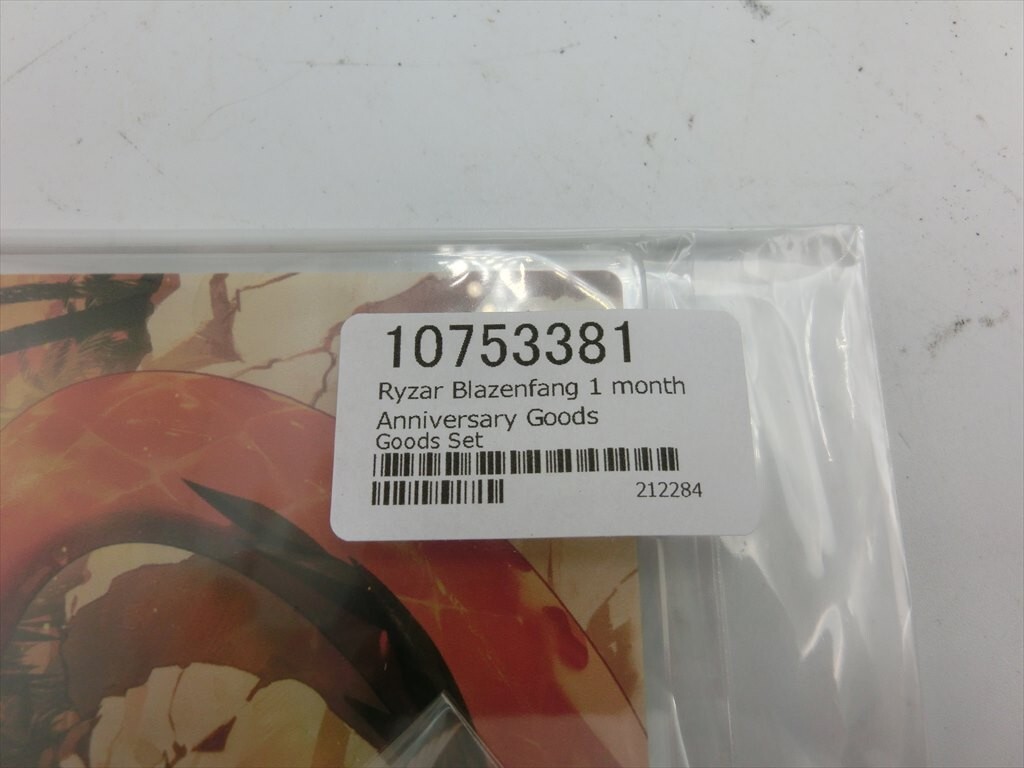 10753381
Ryzar Blazenfang 1 month
Anniversary Goods
Goods Set
212284